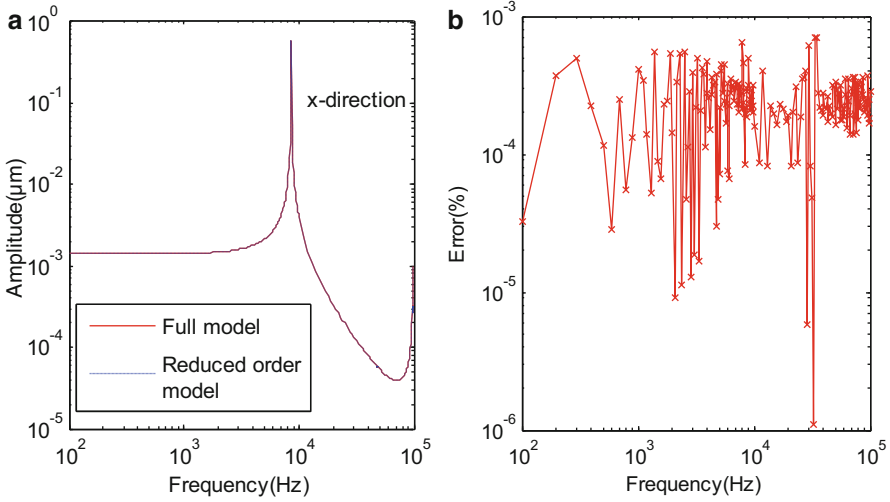 a
10^0
10^-1
10^-2
10^-3
10^-4
10^-5
Amplitude(µm)
x-direction
Full model
Reduced order
model
10^2
10^3
10^4
10^5
Frequency(Hz)
b
10^-3
10^-4
10^-5
10^-6
Error(%)
10^2
10^3
10^4
10^5
Frequency(Hz)